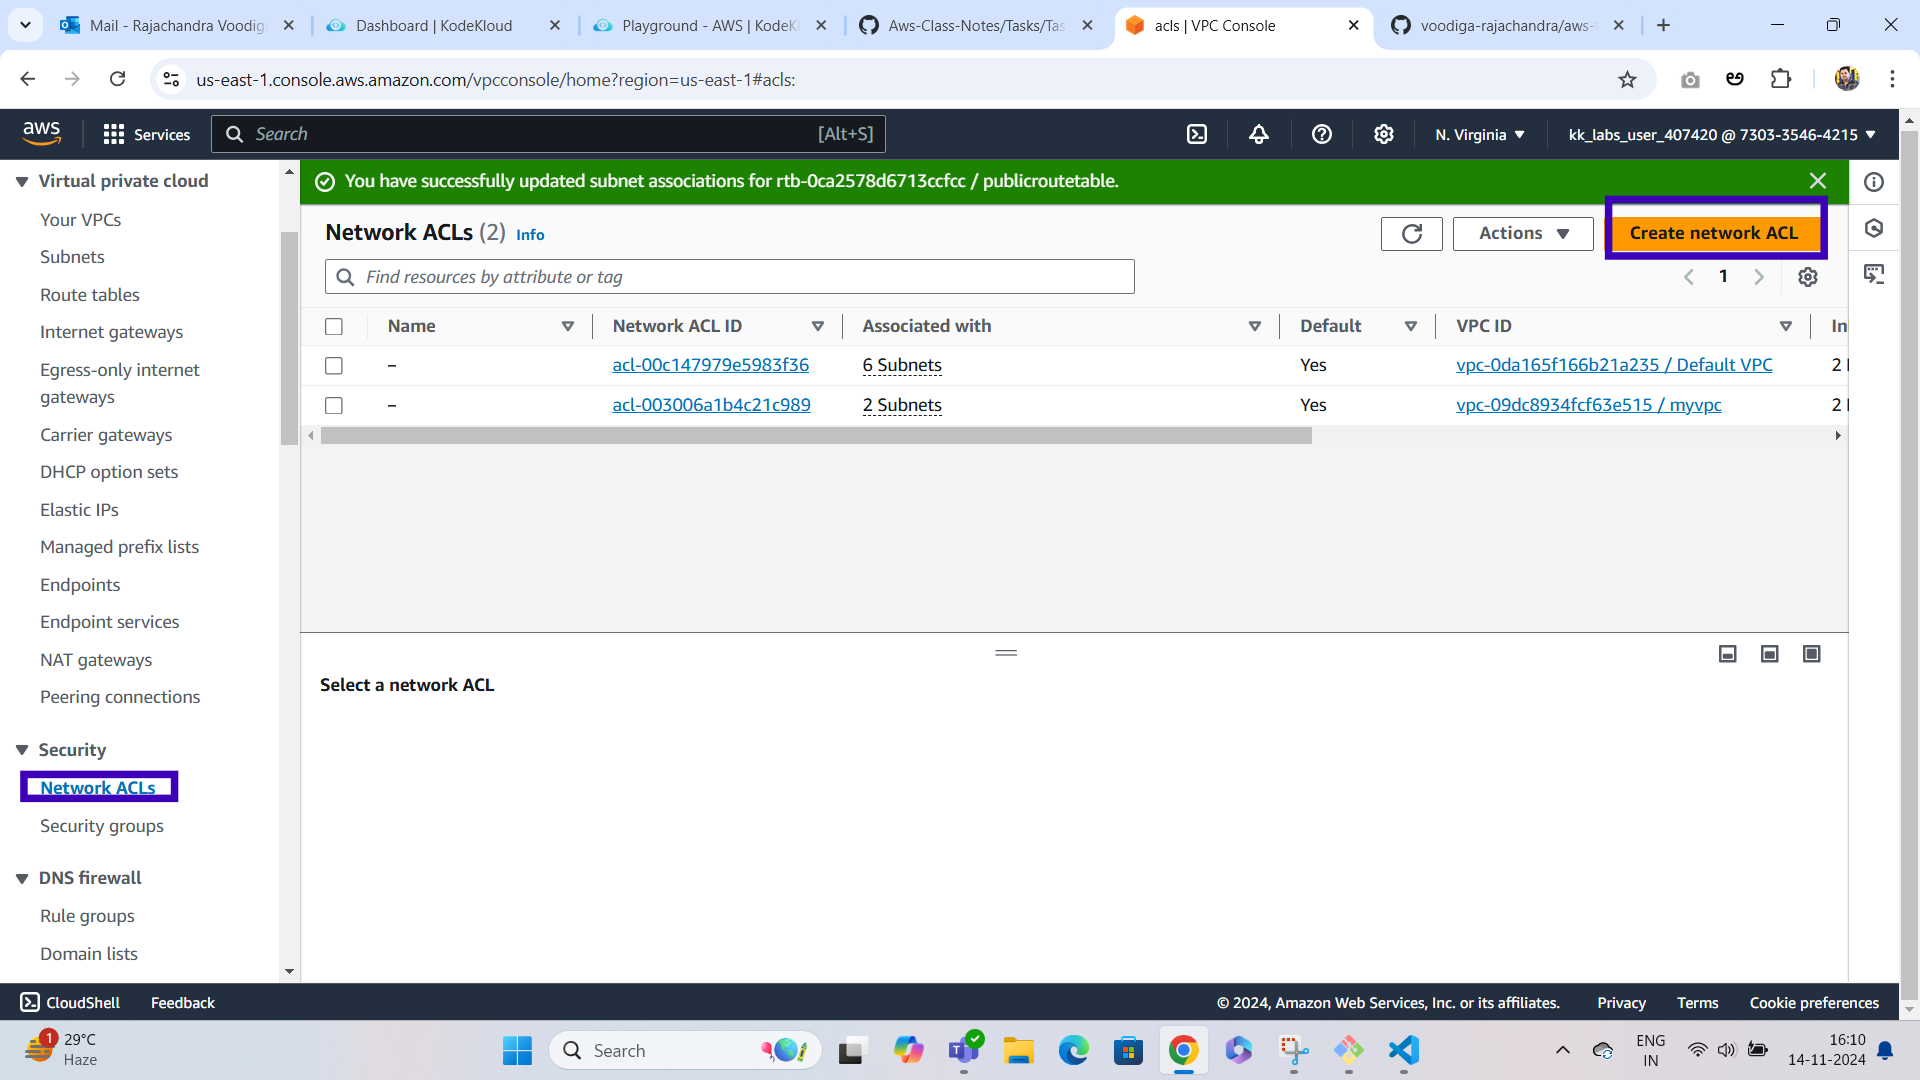 Mail - Rajachandra Voodig
Dashboard | KodeKloud
Playground - AWS | KodeK
Aws-Class-Notes/Tasks/Tas
acls | VPC Console
voodiga-rajachandra/aws-
us-east-1.console.aws.amazon.com/vpcconsole/home?region=us-east-1#acls:
aws
Services
Search
[Alt+S]
N. Virginia
kk_labs_user_407420 @ 7303-3546-4215
You have successfully updated subnet associations for rtb-0ca2578d6713ccfcc / publicroutetable.
Virtual private cloud
Your VPCs
Subnets
Route tables
Internet gateways
Egress-only internet
gateways
Carrier gateways
DHCP option sets
Elastic IPs
Managed prefix lists
Endpoints
Endpoint services
NAT gateways
Peering connections
Security
Network ACLs
Security groups
DNS firewall
Rule groups
Domain lists
Network ACLs (2) Info
Actions
Create network ACL
Find resources by attribute or tag
1
Name Network ACL ID Associated with Default VPC ID In
– acl-00c147979e5983f36 6 Subnets Yes vpc-0da165f166b21a235 / Default VPC 2
– acl-003006a1b4c21c989 2 Subnets Yes vpc-09dc8934fcf63e515 / myvpc 2
Select a network ACL
CloudShell
Feedback
© 2024, Amazon Web Services, Inc. or its affiliates.
Privacy
Terms
Cookie preferences
1
29°C
Haze
Search
ENG
IN
16:10
14-11-2024